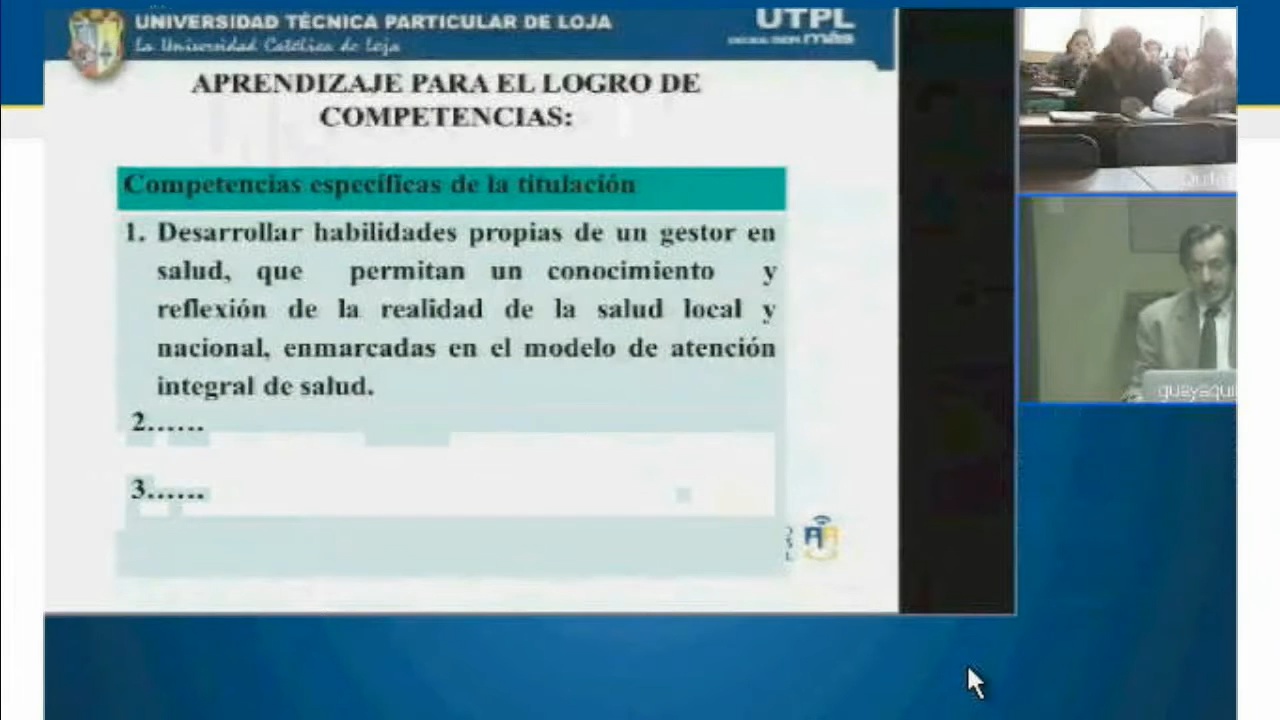 UNIVERSIDAD TÉCNICA PARTICULAR DE LOJA
La Universidad Católica de Loja
UTPL
más
APRENDIZAJE PARA EL LOGRO DE
COMPETENCIAS:
Competencias específicas de la titulación
1. Desarrollar habilidades propias de un gestor en
salud, que permitan un conocimiento y
reflexión de la realidad de la salud local y
nacional, enmarcadas en el modelo de atención
integral de salud.
2......
3......
guayaqui